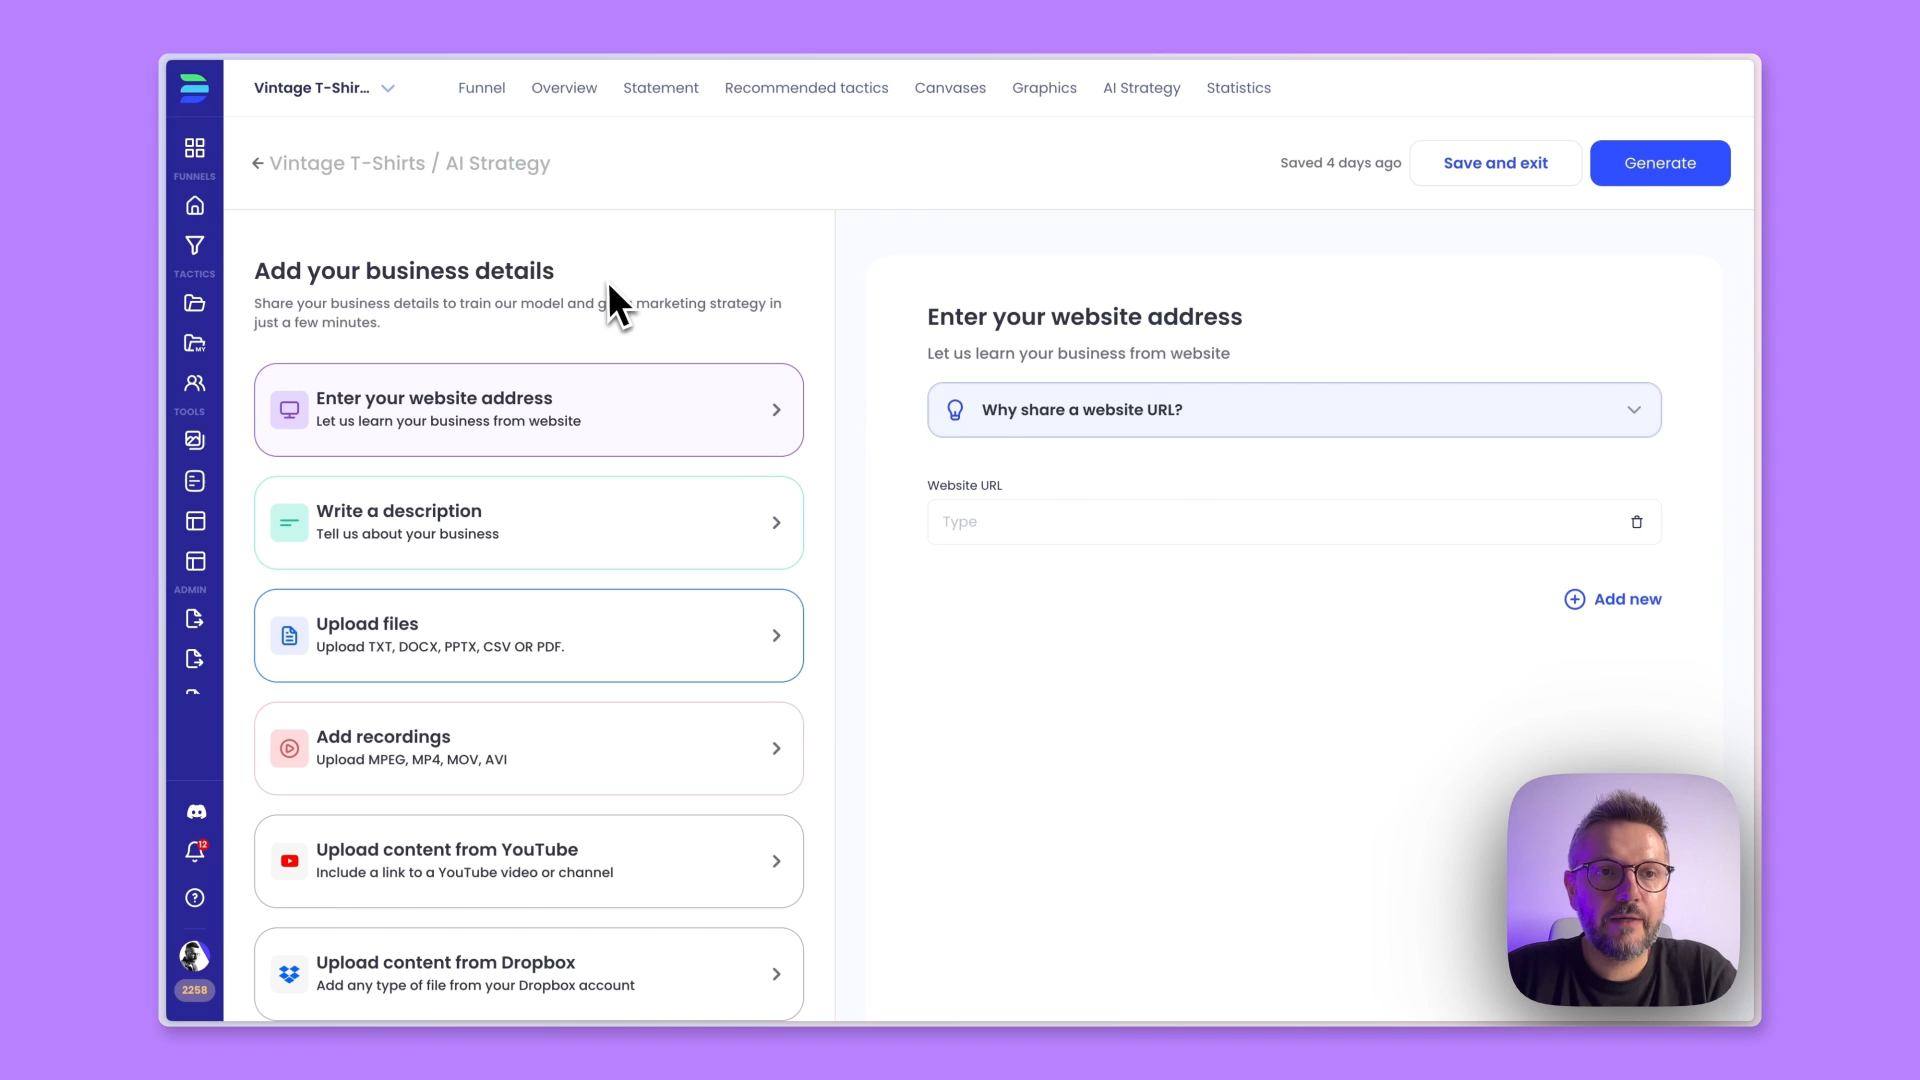 Vintage T-Shir...
Funnel
Overview
Statement
Recommended tactics
Canvases
Graphics
AI Strategy
Statistics
Vintage T-Shirts / AI Strategy
Saved 4 days ago
Save and exit
Generate
FUNNELS
TACTICS
MY
TOOLS
ADMIN
12
2258
Add your business details
Share your business details to train our model and g marketing strategy in
just a few minutes.
Enter your website address
Let us learn your business from website
Write a description
Tell us about your business
Upload files
Upload TXT, DOCX, PPTX, CSV OR PDF.
Add recordings
Upload MPEG, MP4, MOV, AVI
Upload content from YouTube
Include a link to a YouTube video or channel
Upload content from Dropbox
Add any type of file from your Dropbox account
Enter your website address
Let us learn your business from website
Why share a website URL?
Website URL
Type
Add new